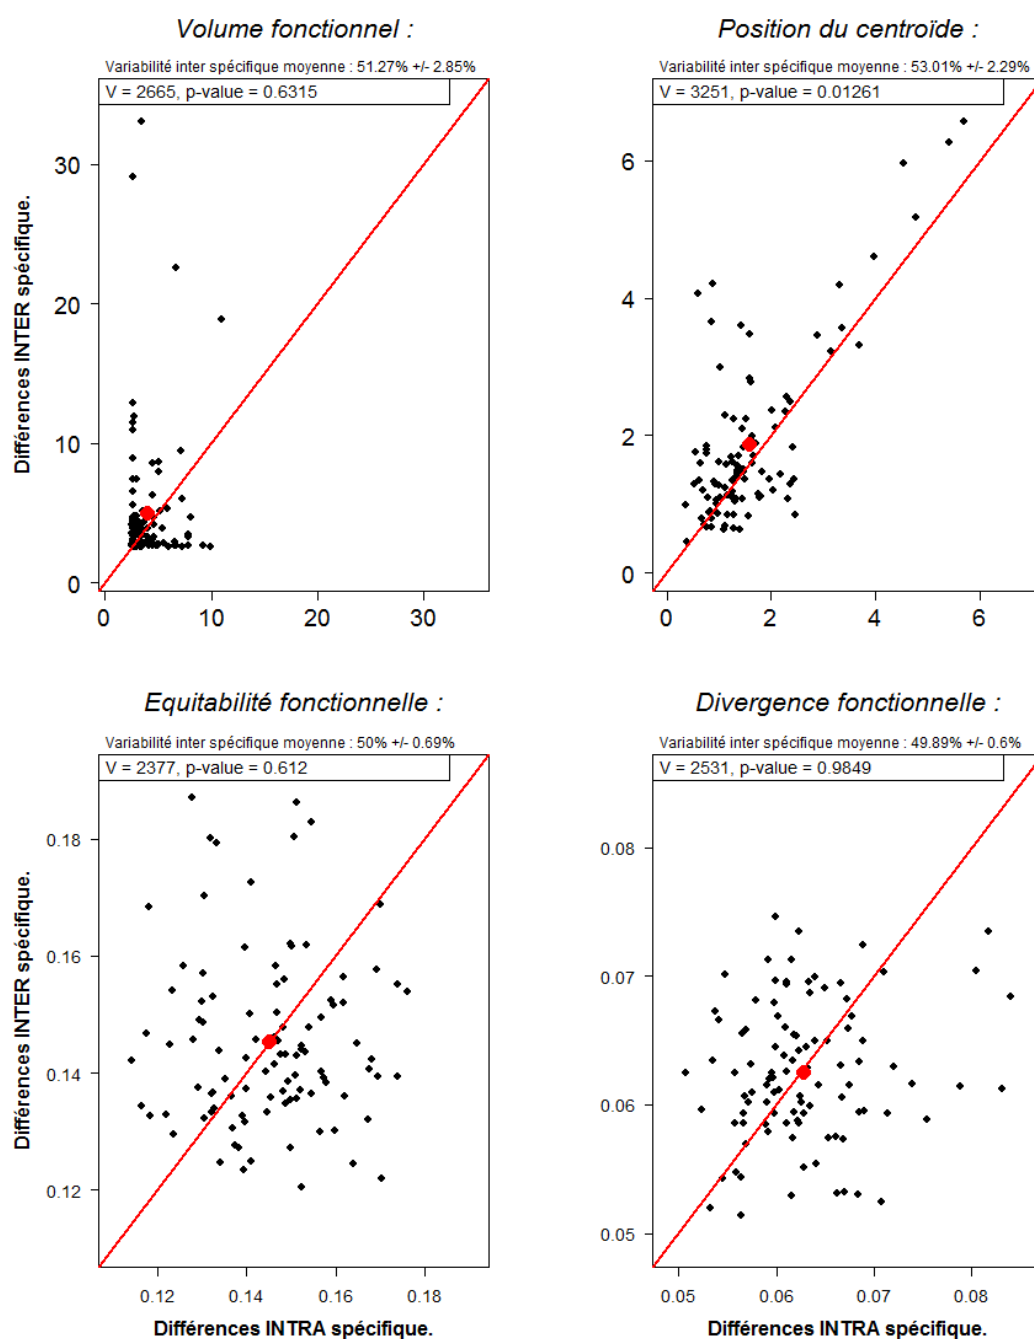 Volume fonctionnel :
Variabilité inter spécifique moyenne : 51.27% +/- 2.85%
V = 2665, p-value = 0.6315
Différences INTER spécifique.
30
20
10
0
0 10 20 30
Position du centroïde :
Variabilité inter spécifique moyenne : 53.01% +/- 2.29%
V = 3251, p-value = 0.01261
6
4
2
0
0 2 4 6
Equitabilité fonctionnelle :
Variabilité inter spécifique moyenne : 50% +/- 0.69%
V = 2377, p-value = 0.612
Différences INTER spécifique.
0.18
0.16
0.14
0.12
0.12 0.14 0.16 0.18
Différences INTRA spécifique.
Divergence fonctionnelle :
Variabilité inter spécifique moyenne : 49.89% +/- 0.6%
V = 2531, p-value = 0.9849
0.08
0.07
0.06
0.05
0.05 0.06 0.07 0.08
Différences INTRA spécifique.